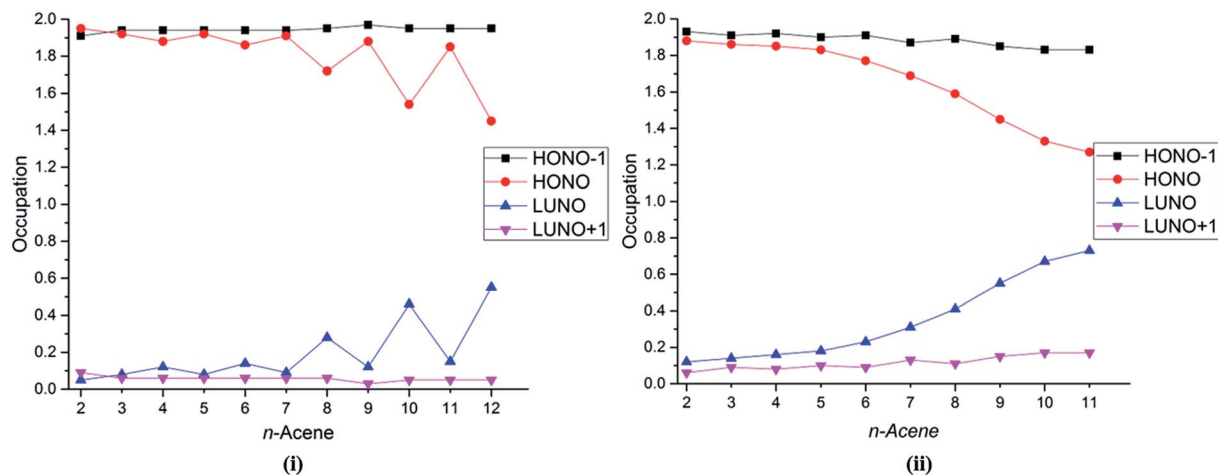 2.0
1.8
1.6
1.4
1.2
1.0
0.8
0.6
0.4
0.2
0.0
Occupation
HONO-1
HONO
LUNO
LUNO+1
2 3 4 5 6 7 8 9 10 11 12
n-Acene
(i)
2.0
1.8
1.6
1.4
1.2
1.0
0.8
0.6
0.4
0.2
0.0
Occupation
HONO-1
HONO
LUNO
LUNO+1
2 3 4 5 6 7 8 9 10 11
n-Acene
(ii)